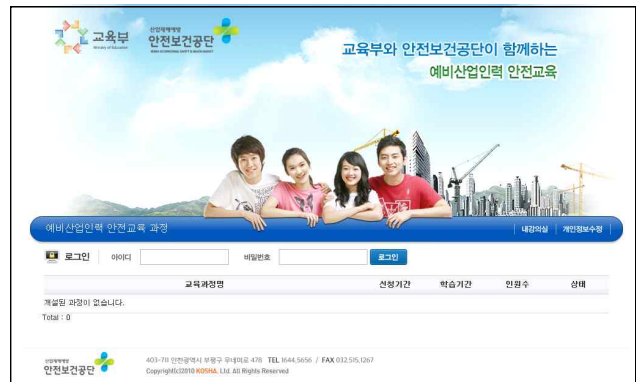 교육부
Ministry of Education
산업재해예방
안전보건공단
교육부와 안전보건공단이 함께하는
예비산업인력 안전교육
예비산업인력 안전교육 과정
내강의실 개인정보수정
로그인 아이디 비밀번호 로그인
교육과정명 신청기간 학습기간 인원수 상태
개설된 과정이 없습니다.
Total : 0
산업재해예방
안전보건공단
403-711 인천광역시 부평구 무네미로 478 TEL 1644.5656 / FAX 032.515.1267
Copyright(c)2010 KOSHA. Ltd. All Rights Reserved